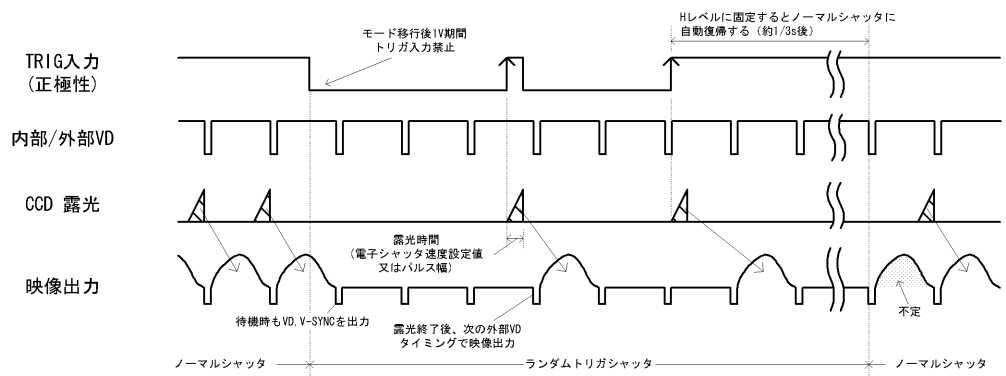 Hレベルに固定するとノーマルシャッタに
自動復帰する（約1/3s後）
モード移行後1V期間
トリガ入力禁止
TRIG入力
(正極性)
内部/外部VD
CCD 露光
露光時間
（電子シャッタ速度設定値
又はパルス幅）
映像出力
待機時もVD.V-SYNCを出力
露光終了後、次の外部VD
タイミングで映像出力
不定
ノーマルシャッタ
ランダムトリガシャッタ
ノーマルシャッタ